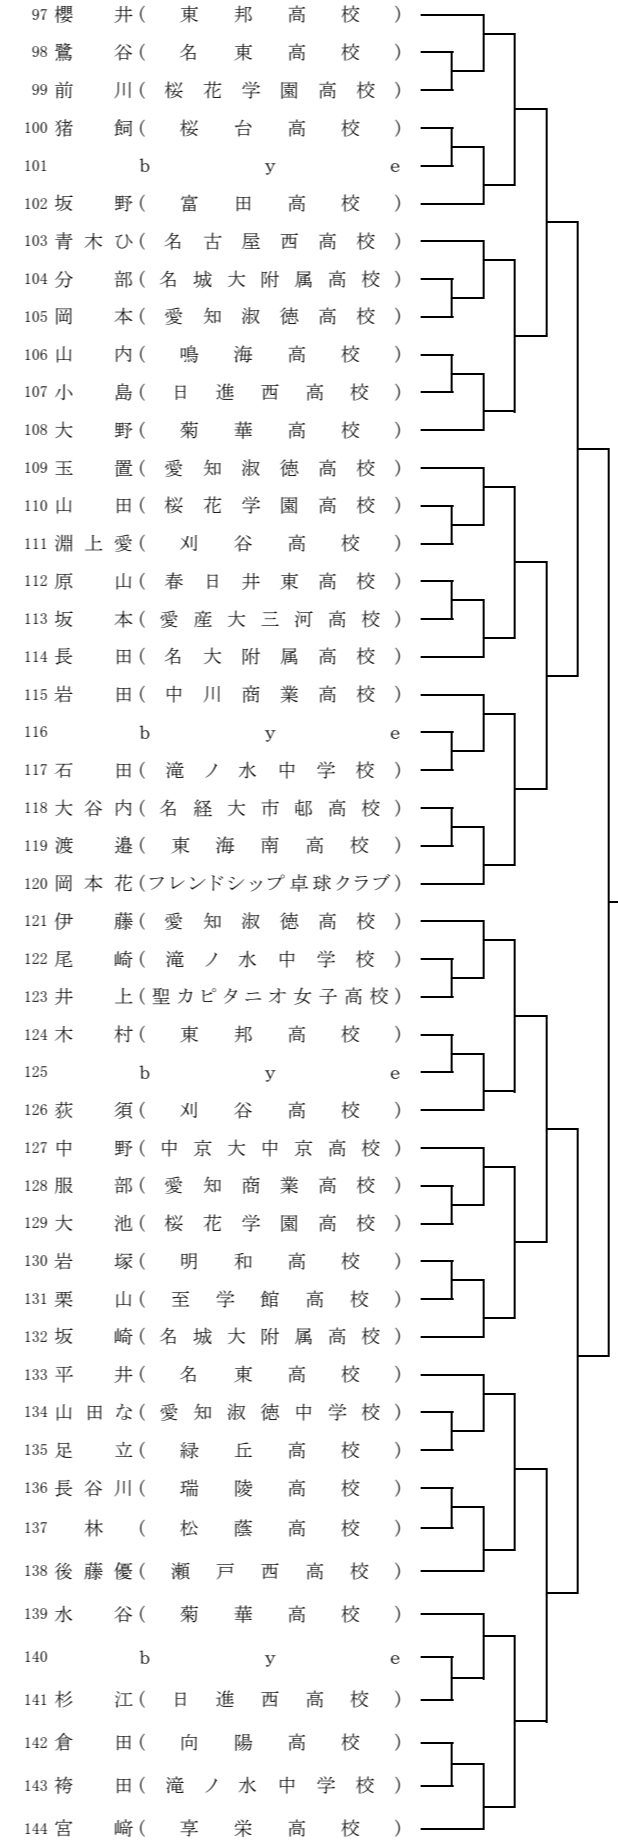 97 櫻井(東邦高校)
98 鷺谷(名東高校)
99 前川(桜花学園高校)
100 猪飼(桜台高校)
101 bye
102 坂野(富田高校)
103 青木ひ(名古屋西高校)
104 分部(名城大附属高校)
105 岡本(愛知淑徳高校)
106 山内(鳴海高校)
107 小島(日進西高校)
108 大野(菊華高校)
109 玉置(愛知淑徳高校)
110 山田(桜花学園高校)
111 淵上愛(刈谷高校)
112 原山(春日井東高校)
113 坂本(愛産大三河高校)
114 長田(名大附属高校)
115 岩田(中川商業高校)
116 bye
117 石田(滝ノ水中学校)
118 大谷内(名経大市邨高校)
119 渡邉(東海南高校)
120 岡本花(フレンドシップ卓球クラブ)
121 伊藤(愛知淑徳高校)
122 尾崎(滝ノ水中学校)
123 井上(聖カピタニオ女子高校)
124 木村(東邦高校)
125 bye
126 荻須(刈谷高校)
127 中野(中京大中京高校)
128 服部(愛知商業高校)
129 大池(桜花学園高校)
130 岩塚(明和高校)
131 栗山(至学館高校)
132 坂崎(名城大附属高校)
133 平井(名東高校)
134 山田な(愛知淑徳中学校)
135 足立(緑丘高校)
136 長谷川(瑞陵高校)
137 林(松蔭高校)
138 後藤優(瀬戸西高校)
139 水谷(菊華高校)
140 bye
141 杉江(日進西高校)
142 倉田(向陽高校)
143 袴田(滝ノ水中学校)
144 宮﨑(享栄高校)